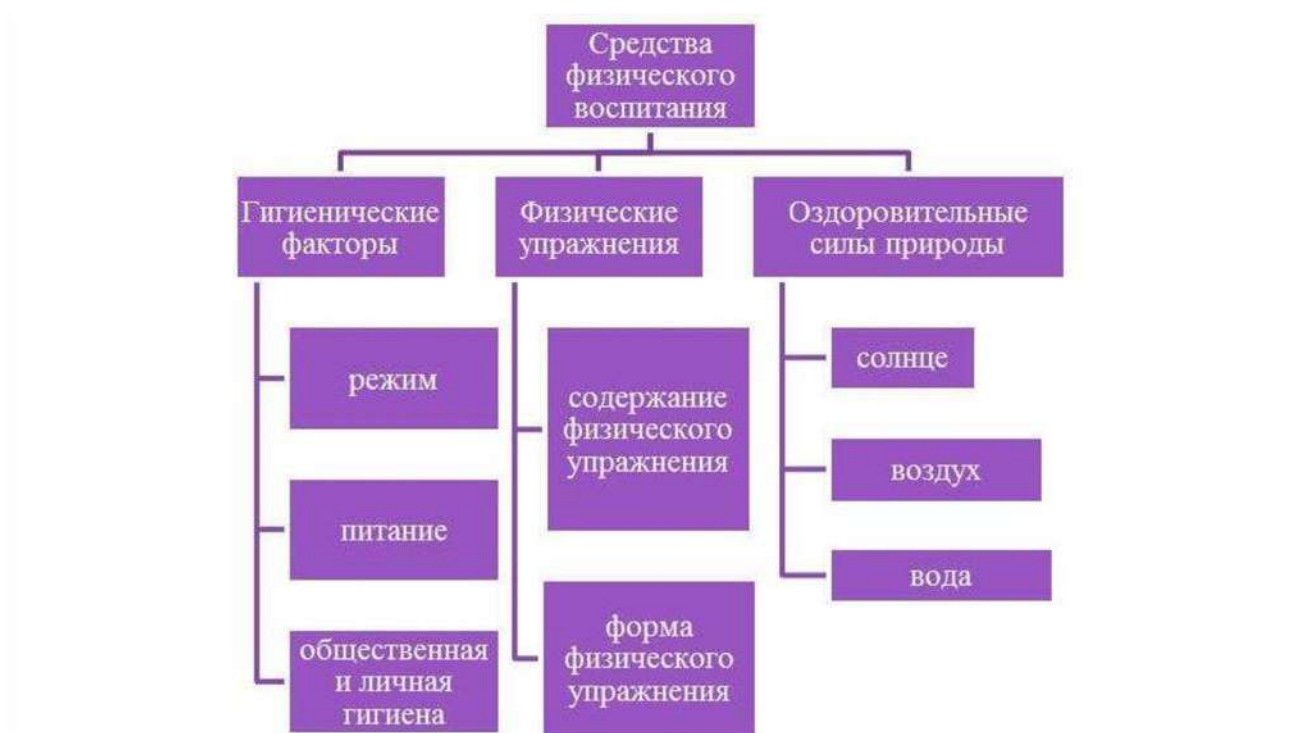 Средства
физического
воспитания
Гигиенические
факторы
режим
питание
общественная
и личная
гигиена
Физические
упражнения
содержание
физического
упражнения
форма
физического
упражнения
Оздоровительные
силы природы
солнце
воздух
вода